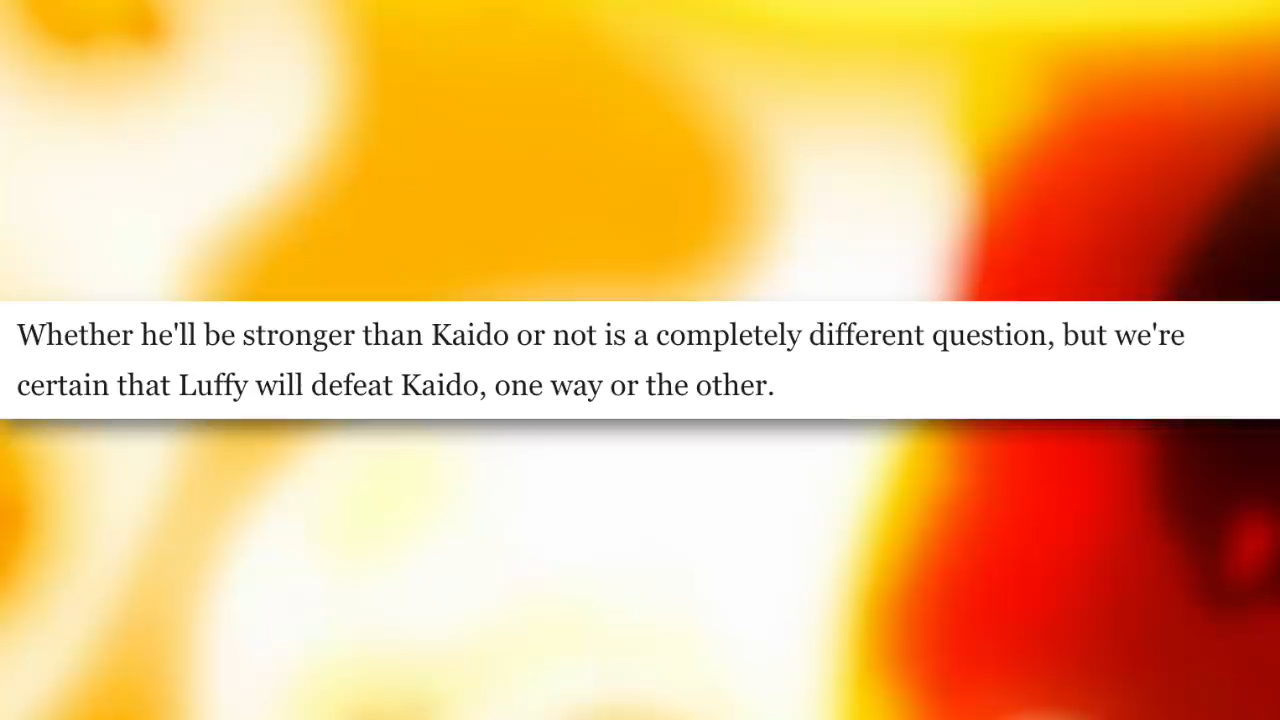 Whether he'll be stronger than Kaido or not is a completely different question, but we're
certain that Luffy will defeat Kaido, one way or the other.